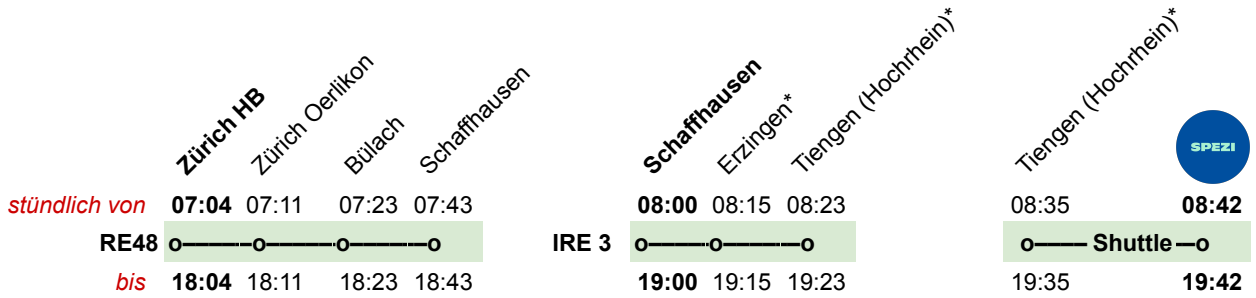 Zürich HB Zürich Oerlikon Bülach Schaffhausen Schaffhausen Erzingen* Tiengen (Hochrhein)* Tiengen (Hochrhein)* SPEZI
stündlich von 07:04 07:11 07:23 07:43 08:00 08:15 08:23 08:35 08:42
RE48 IRE 3 Shuttle
bis 18:04 18:11 18:23 18:43 19:00 19:15 19:23 19:35 19:42